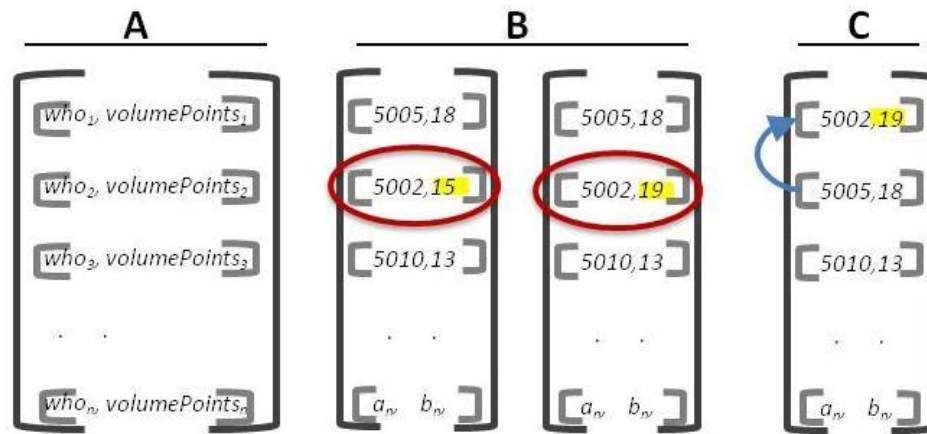 A B C
who₁, volumePoints₁ 5005,18 5005,18 5002,19
who₂, volumePoints₂ 5002,15 5002,19 5005,18
who₃, volumePoints₃ 5010,13 5010,13 5010,13
. . . . . . . .
whoₙ, volumePointsₙ aₙ, bₙ, aₙ, bₙ, aₙ, bₙ,